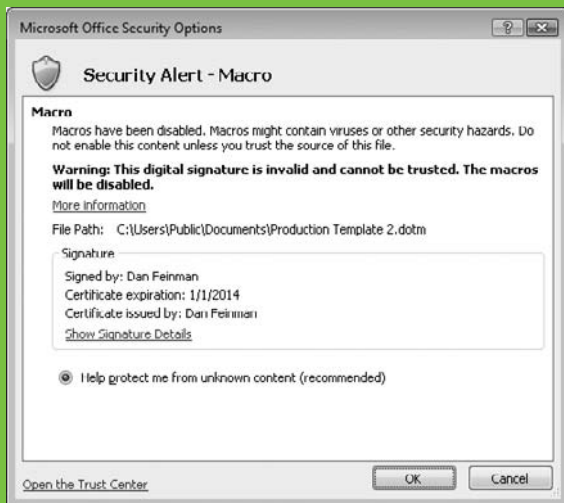 Microsoft Office Security Options
Security Alert - Macro
Macro
Macros have been disabled. Macros might contain viruses or other security hazards. Do
not enable this content unless you trust the source of this file.
Warning: This digital signature is invalid and cannot be trusted. The macros
will be disabled.
More information
File Path: C:\Users\Public\Documents\Production Template 2.dotm
Signature
Signed by: Dan Feinman
Certificate expiration: 1/1/2014
Certificate issued by: Dan Feinman
Show Signature Details
Help protect me from unknown content (recommended)
Open the Trust Center
OK
Cancel